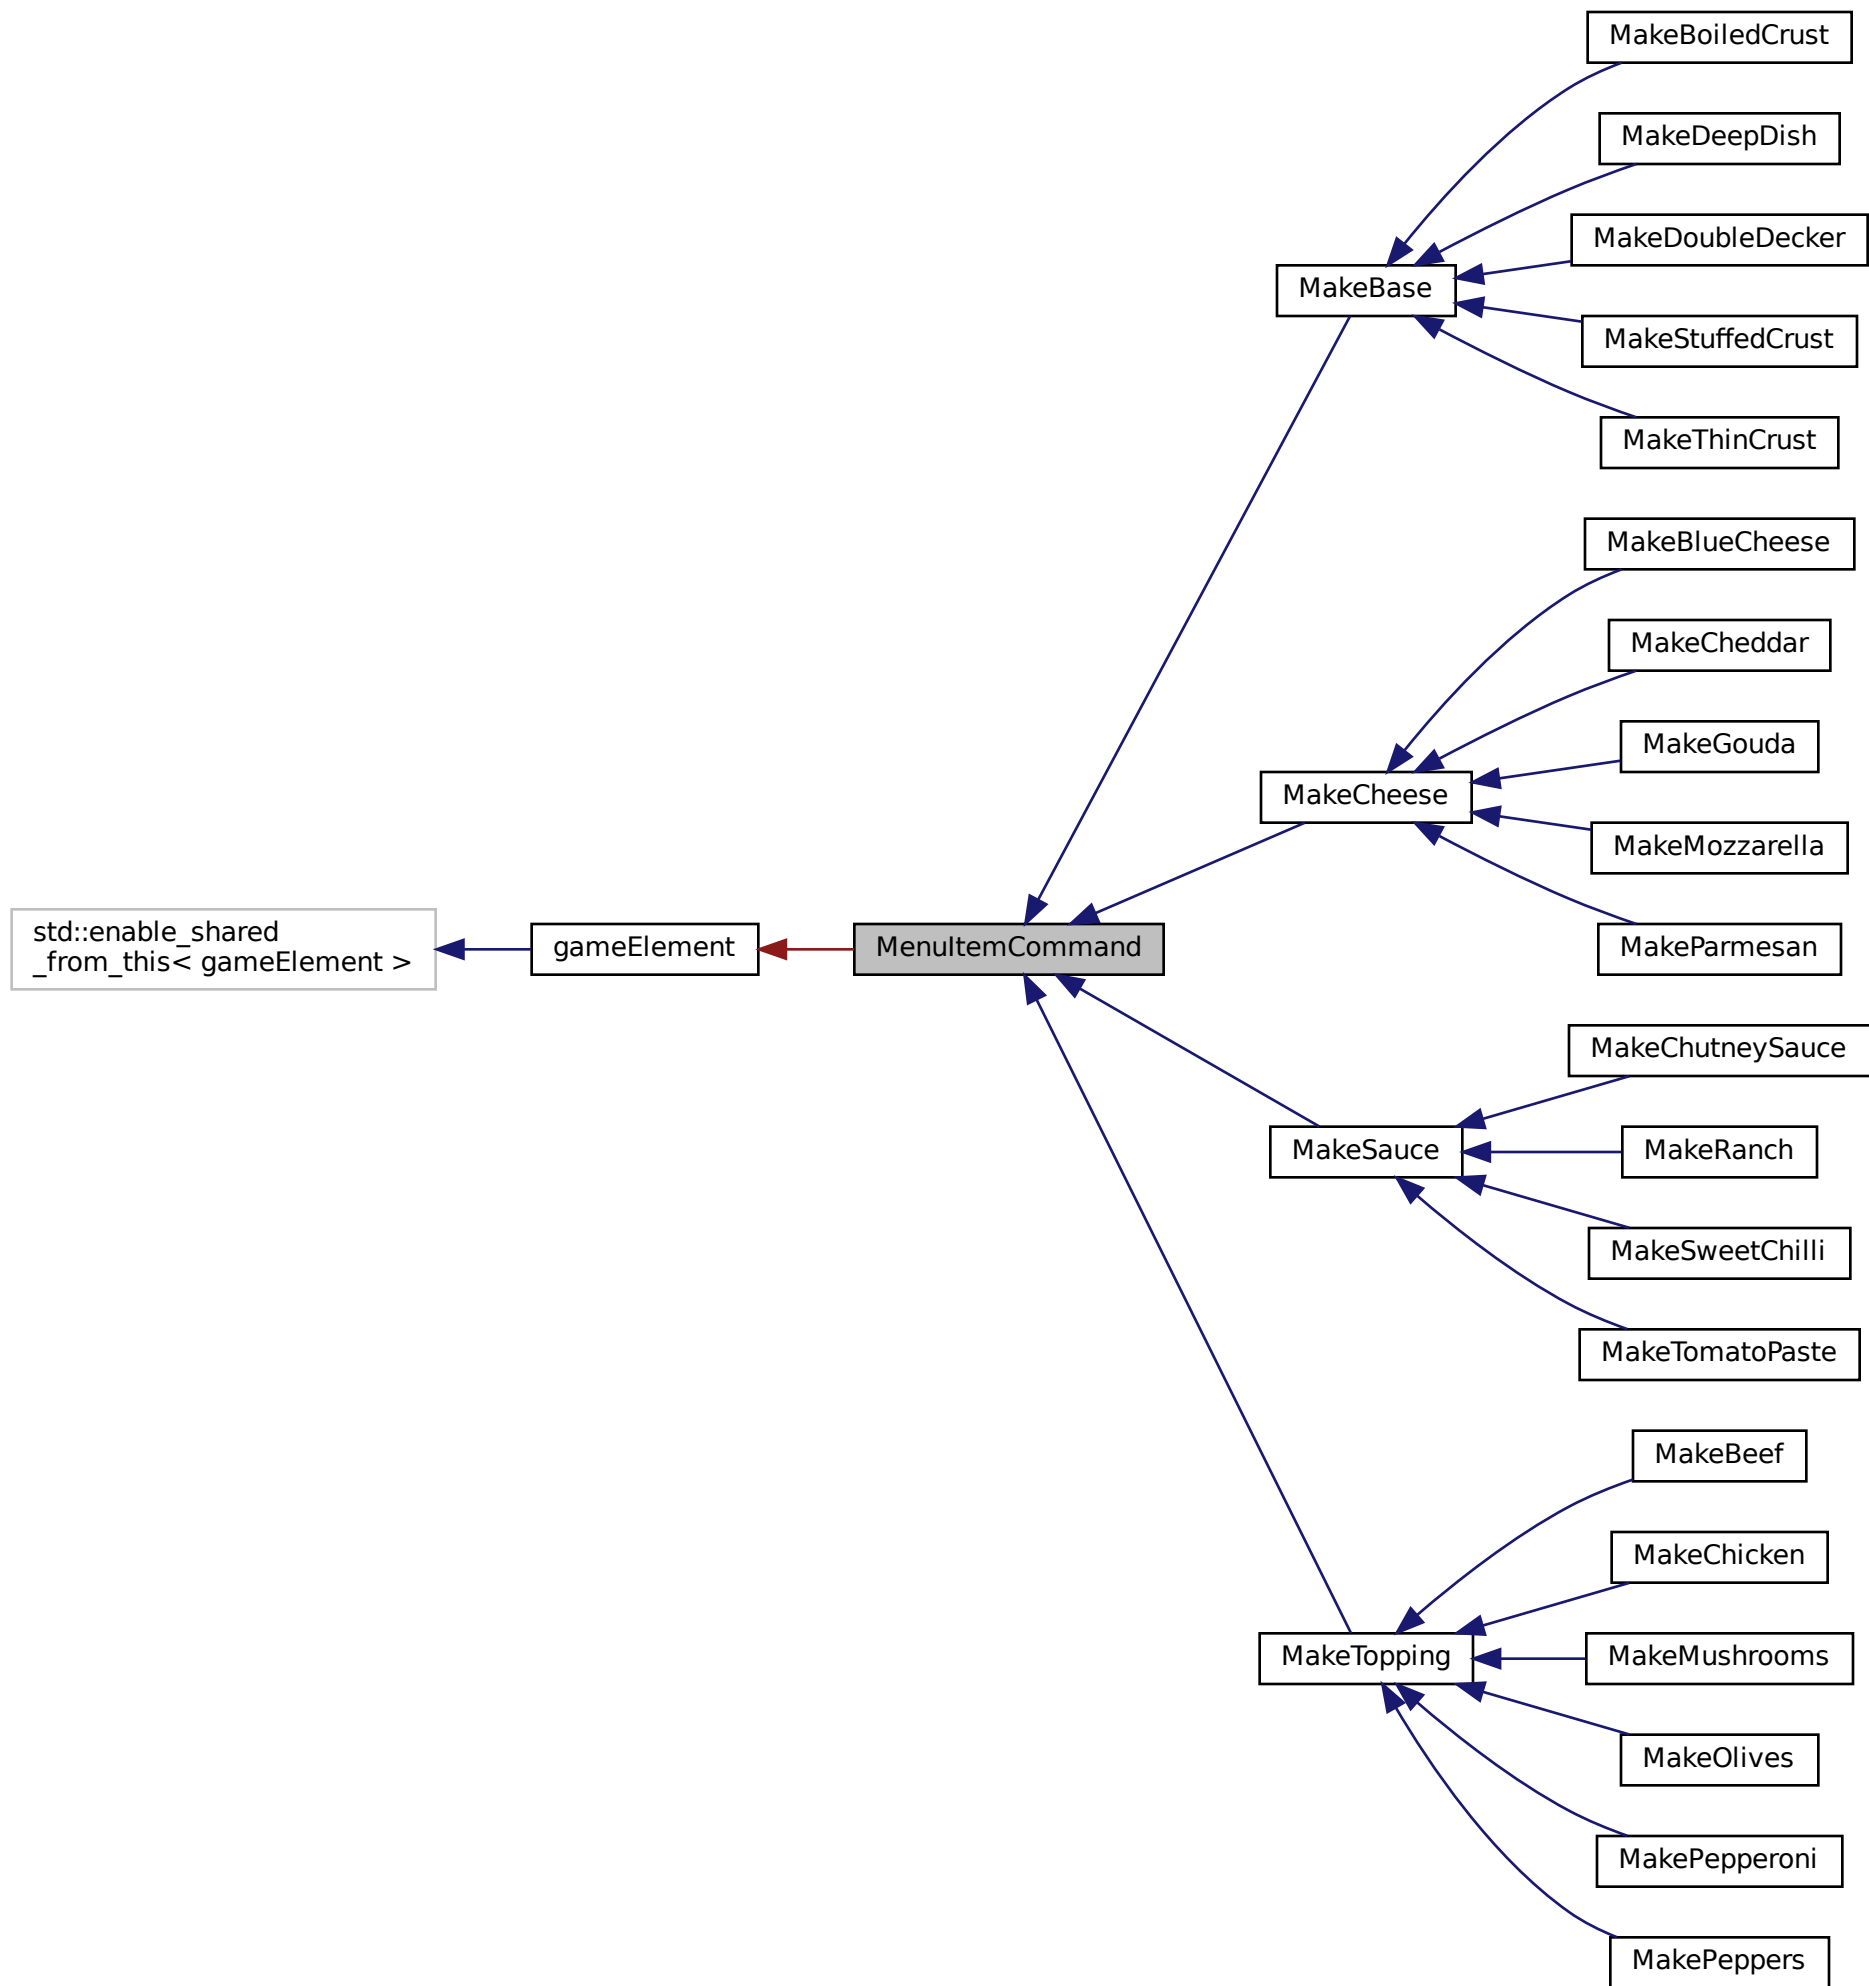 MakeBoiledCrust
MakeDeepDish
MakeDoubleDecker
MakeBase
MakeStuffedCrust
MakeThinCrust
MakeBlueCheese
MakeCheddar
MakeGouda
MakeCheese
MakeMozzarella
MakeParmesan
std::enable_shared
_from_this< gameElement >
gameElement
MenuItemCommand
MakeChutneySauce
MakeSauce
MakeRanch
MakeSweetChilli
MakeTomatoPaste
MakeBeef
MakeChicken
MakeTopping
MakeMushrooms
MakeOlives
MakePepperoni
MakePeppers